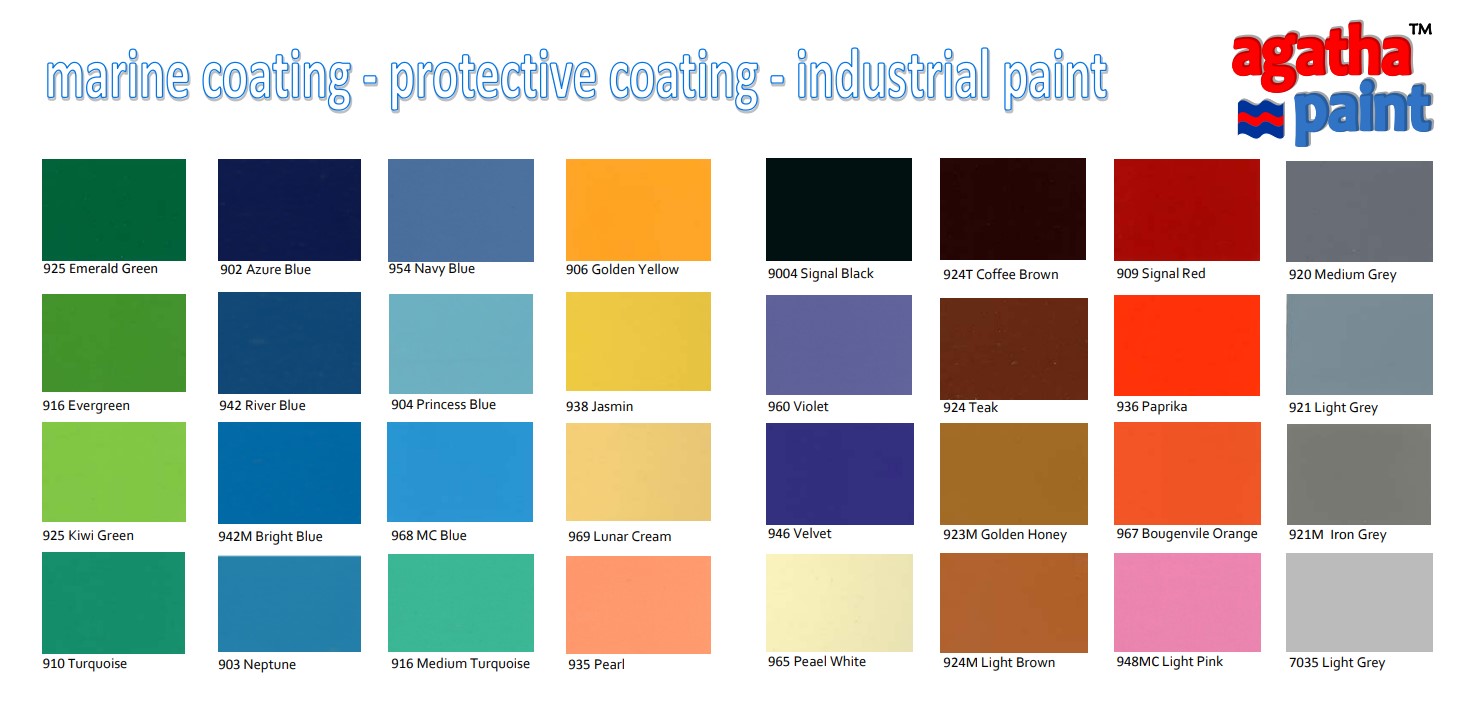 marine coating - protective coating - industrial paint
agatha™
paint
925 Emerald Green
902 Azure Blue
954 Navy Blue
906 Golden Yellow
9004 Signal Black
924T Coffee Brown
909 Signal Red
920 Medium Grey
916 Evergreen
942 River Blue
904 Princess Blue
938 Jasmin
960 Violet
924 Teak
936 Paprika
921 Light Grey
925 Kiwi Green
942M Bright Blue
968 MC Blue
969 Lunar Cream
946 Velvet
923M Golden Honey
967 Bougenvile Orange
921M Iron Grey
910 Turquoise
903 Neptune
916 Medium Turquoise
935 Pearl
965 Peael White
924M Light Brown
948MC Light Pink
7035 Light Grey